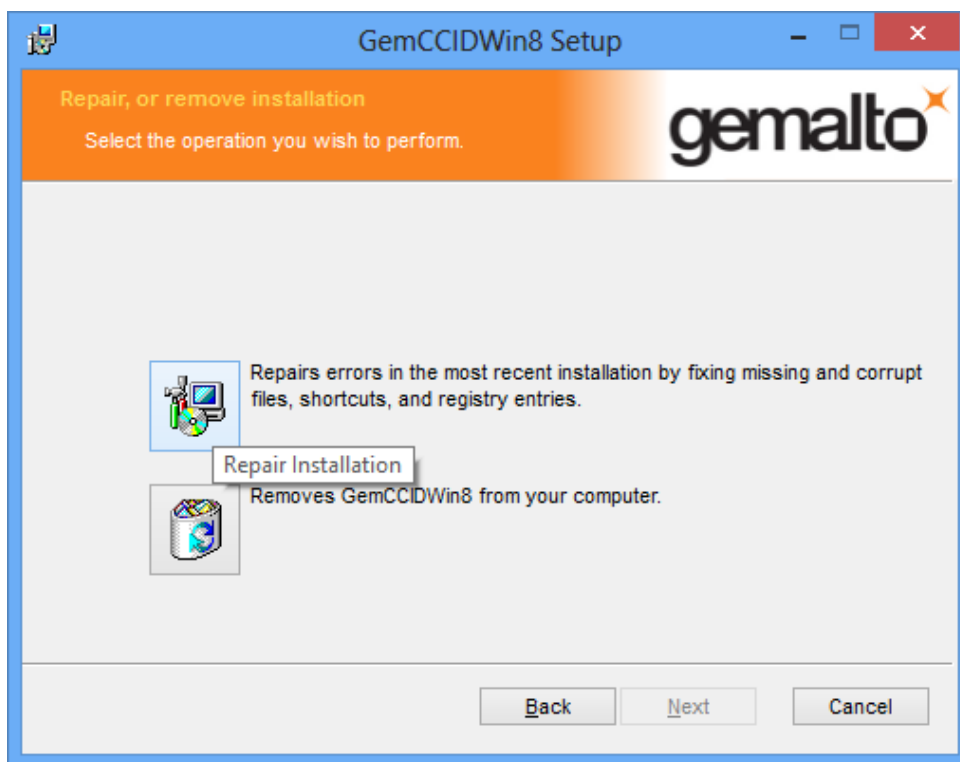 GemCCIDWin8 Setup
Repair, or remove installation
Select the operation you wish to perform.
gemalto
Repairs errors in the most recent installation by fixing missing and corrupt
files, shortcuts, and registry entries.
Repair Installation
Removes GemCCIDWin8 from your computer.
Back
Next
Cancel